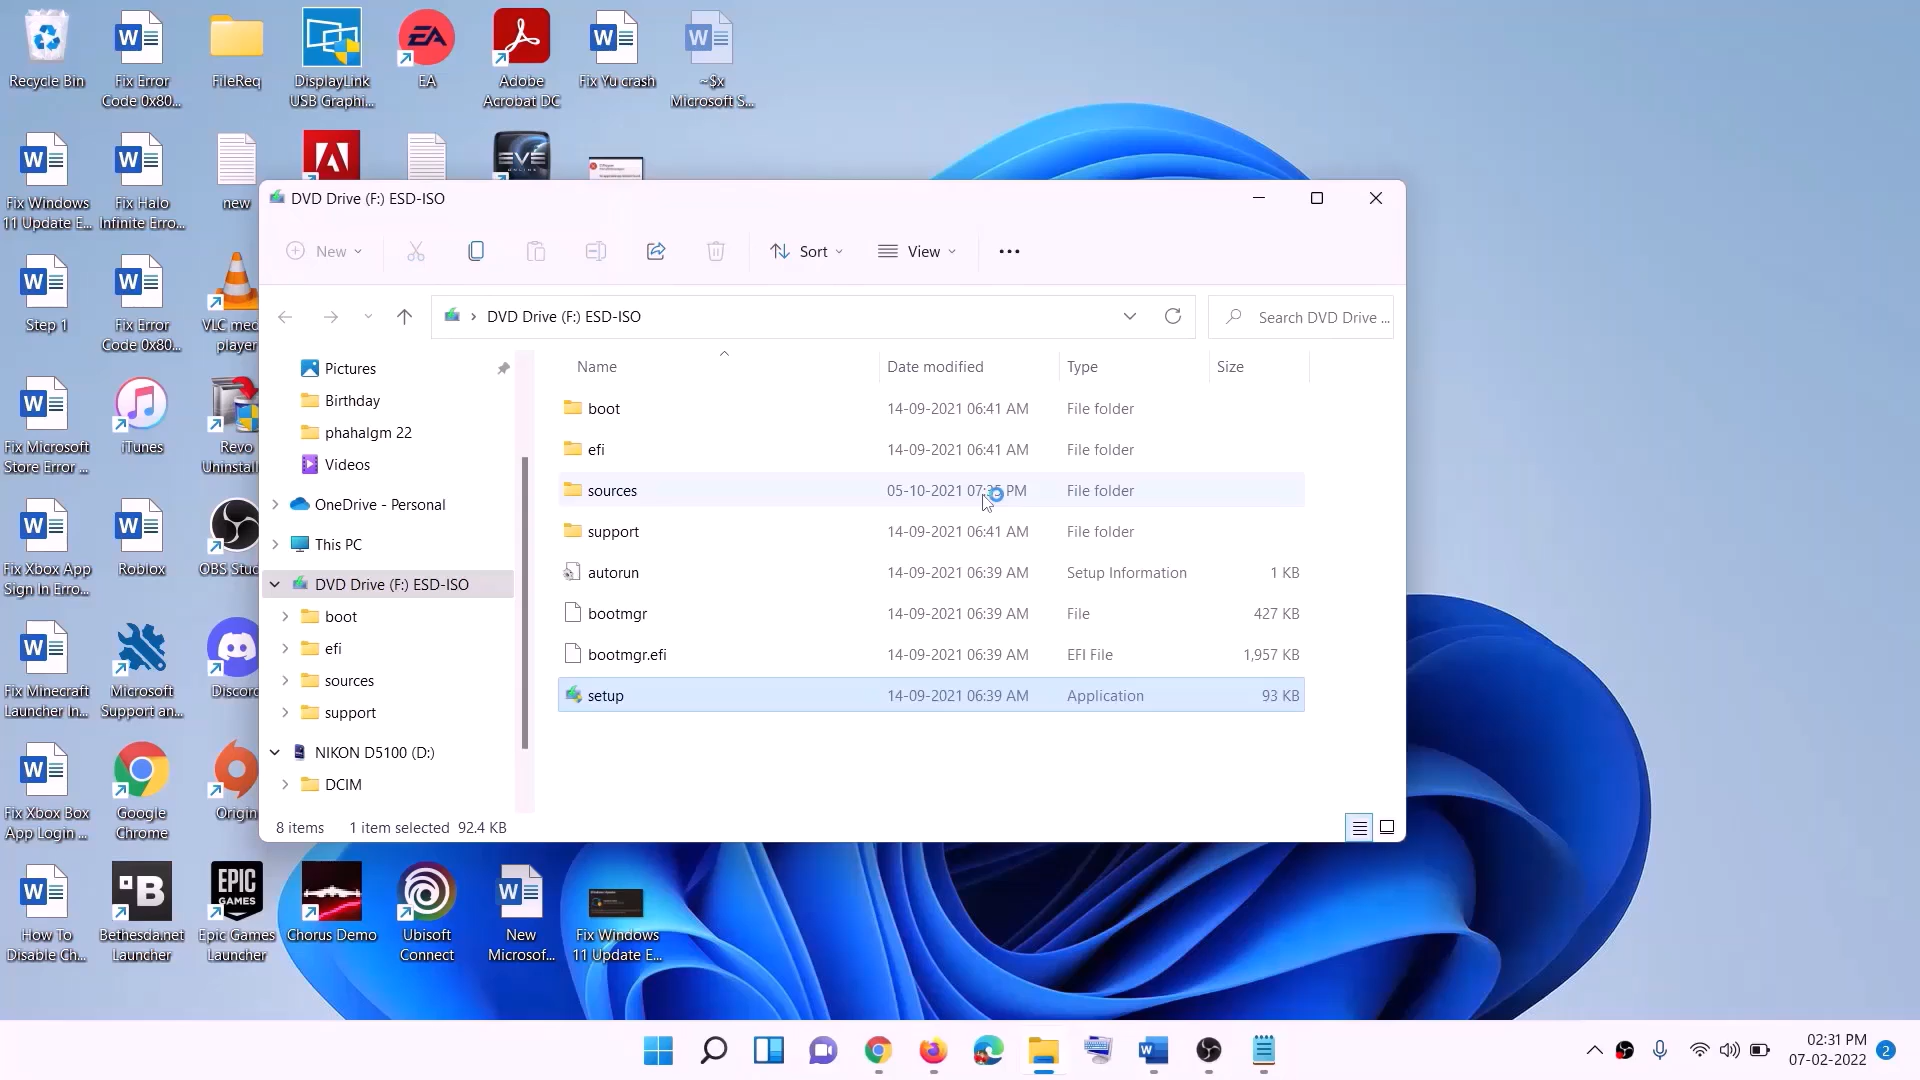 Recycle Bin
Fix Error
Code 0x80...
FileReq
DisplayLink
USB Graphi...
EA
Adobe
Acrobat DC
Fix Yu crash
~$x
Microsoft S...
Fix Windows
11 Update E...
Fix Halo
Infinite Erro...
new
EVE
ONLINE
Step 1
Fix Error
Code 0x80...
VLC med
player
Fix Microsoft
Store Error ...
iTunes
Revo
Uninstal
Fix Xbox App
Sign In Erro...
Roblox
OBS Stud
Fix Minecraft
Launcher In...
Microsoft
Support an...
Discord
Fix Xbox Box
App Login ...
Google
Chrome
Origin
How To
Disable Ch...
Bethesda.net
Launcher
EPIC
GAMES
Epic Games
Launcher
Chorus Demo
Ubisoft
Connect
New
Microsof...
Fix Windows
11 Update E...
DVD Drive (F:) ESD-ISO
New
Sort
View
DVD Drive (F:) ESD-ISO
Search DVD Drive ...
Pictures
Birthday
phahalgm 22
Videos
OneDrive - Personal
This PC
DVD Drive (F:) ESD-ISO
boot
efi
sources
support
NIKON D5100 (D:)
DCIM
Name Date modified Type Size
boot 14-09-2021 06:41 AM File folder
efi 14-09-2021 06:41 AM File folder
sources 05-10-2021 PM File folder
support 14-09-2021 06:41 AM File folder
autorun 14-09-2021 06:39 AM Setup Information 1 KB
bootmgr 14-09-2021 06:39 AM File 427 KB
bootmgr.efi 14-09-2021 06:39 AM EFI File 1,957 KB
setup 14-09-2021 06:39 AM Application 93 KB
8 items 1 item selected 92.4 KB
02:31 PM
07-02-2022
2